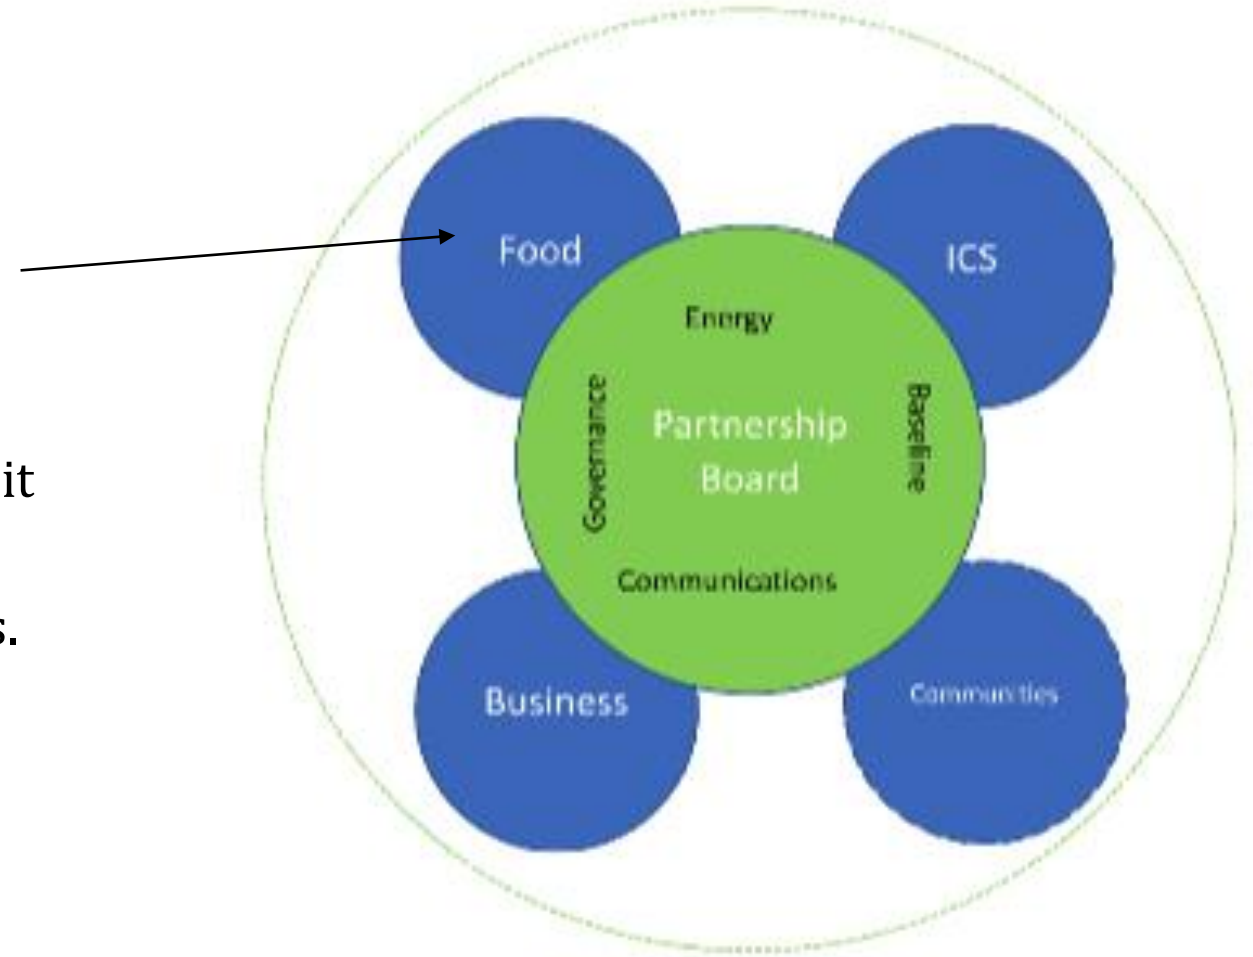 Food
ICS
Energy
Governance
Baseline
Partnership
Board
Communications
Business
Communities
it
s.